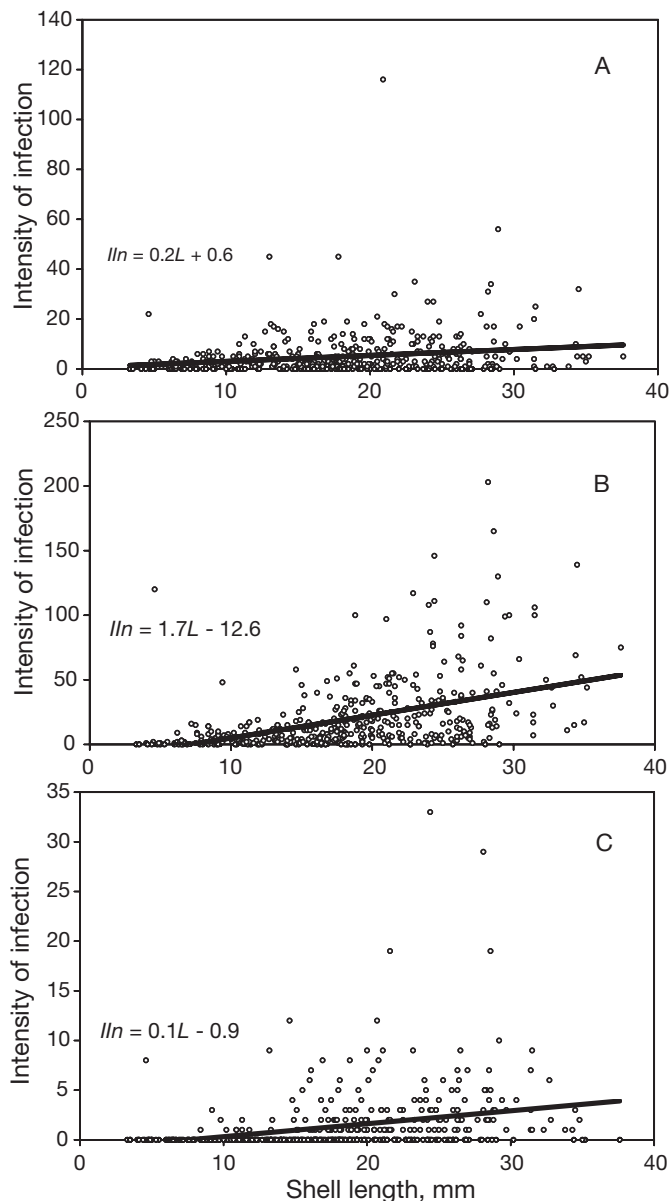 140
120
100
80
60
40
20
0
Intensity of infection
A
IIn = 0.2L + 0.6
0 10 20 30 40
250
200
150
100
50
0
Intensity of infection
B
IIn = 1.7L - 12.6
0 10 20 30 40
35
30
25
20
15
10
5
0
Intensity of infection
C
IIn = 0.1L - 0.9
0 10 20 30 40
Shell length, mm